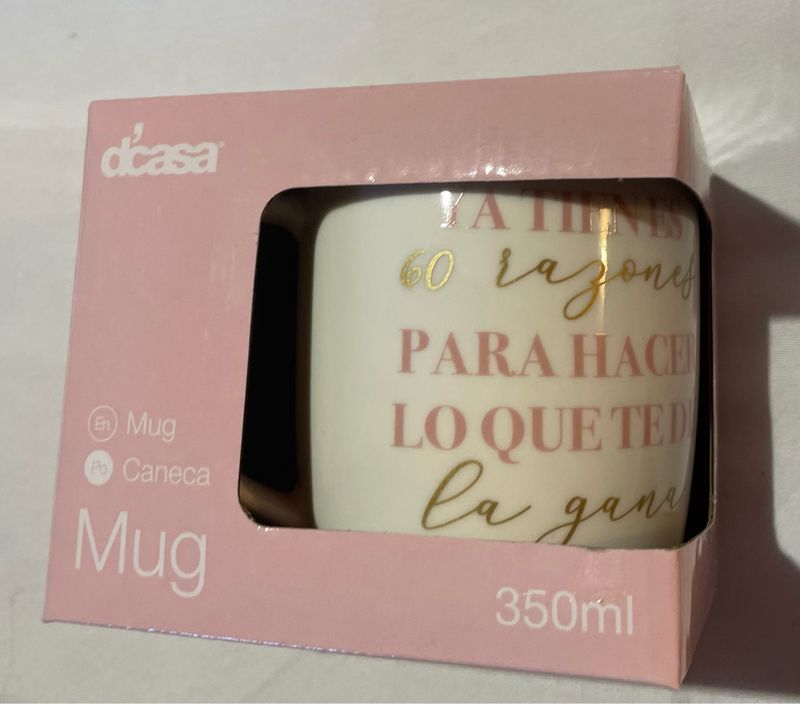 d'casa
YA TIENES
60 razones
PARA HACER
LO QUE TE D
la gana
En Mug
Po Caneca
Mug
350ml